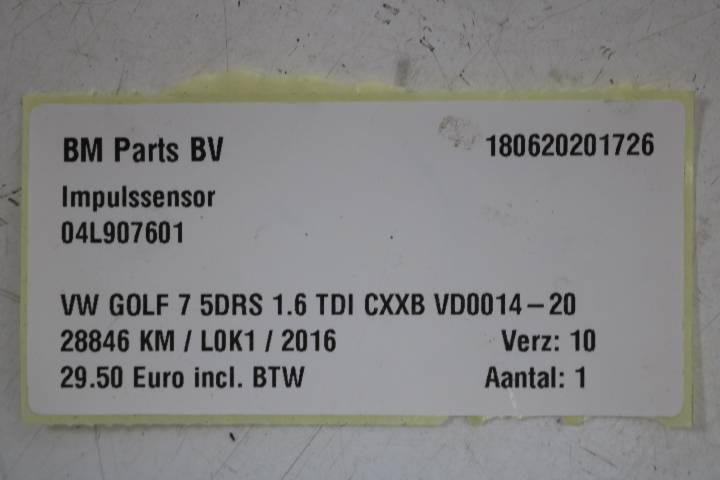 BM Parts BV 180620201726
Impulssensor
04L907601
VW GOLF 7 5DRS 1.6 TDI CXXB VD0014-20
28846 KM / L0K1 / 2016 Verz: 10
29.50 Euro incl. BTW Aantal: 1